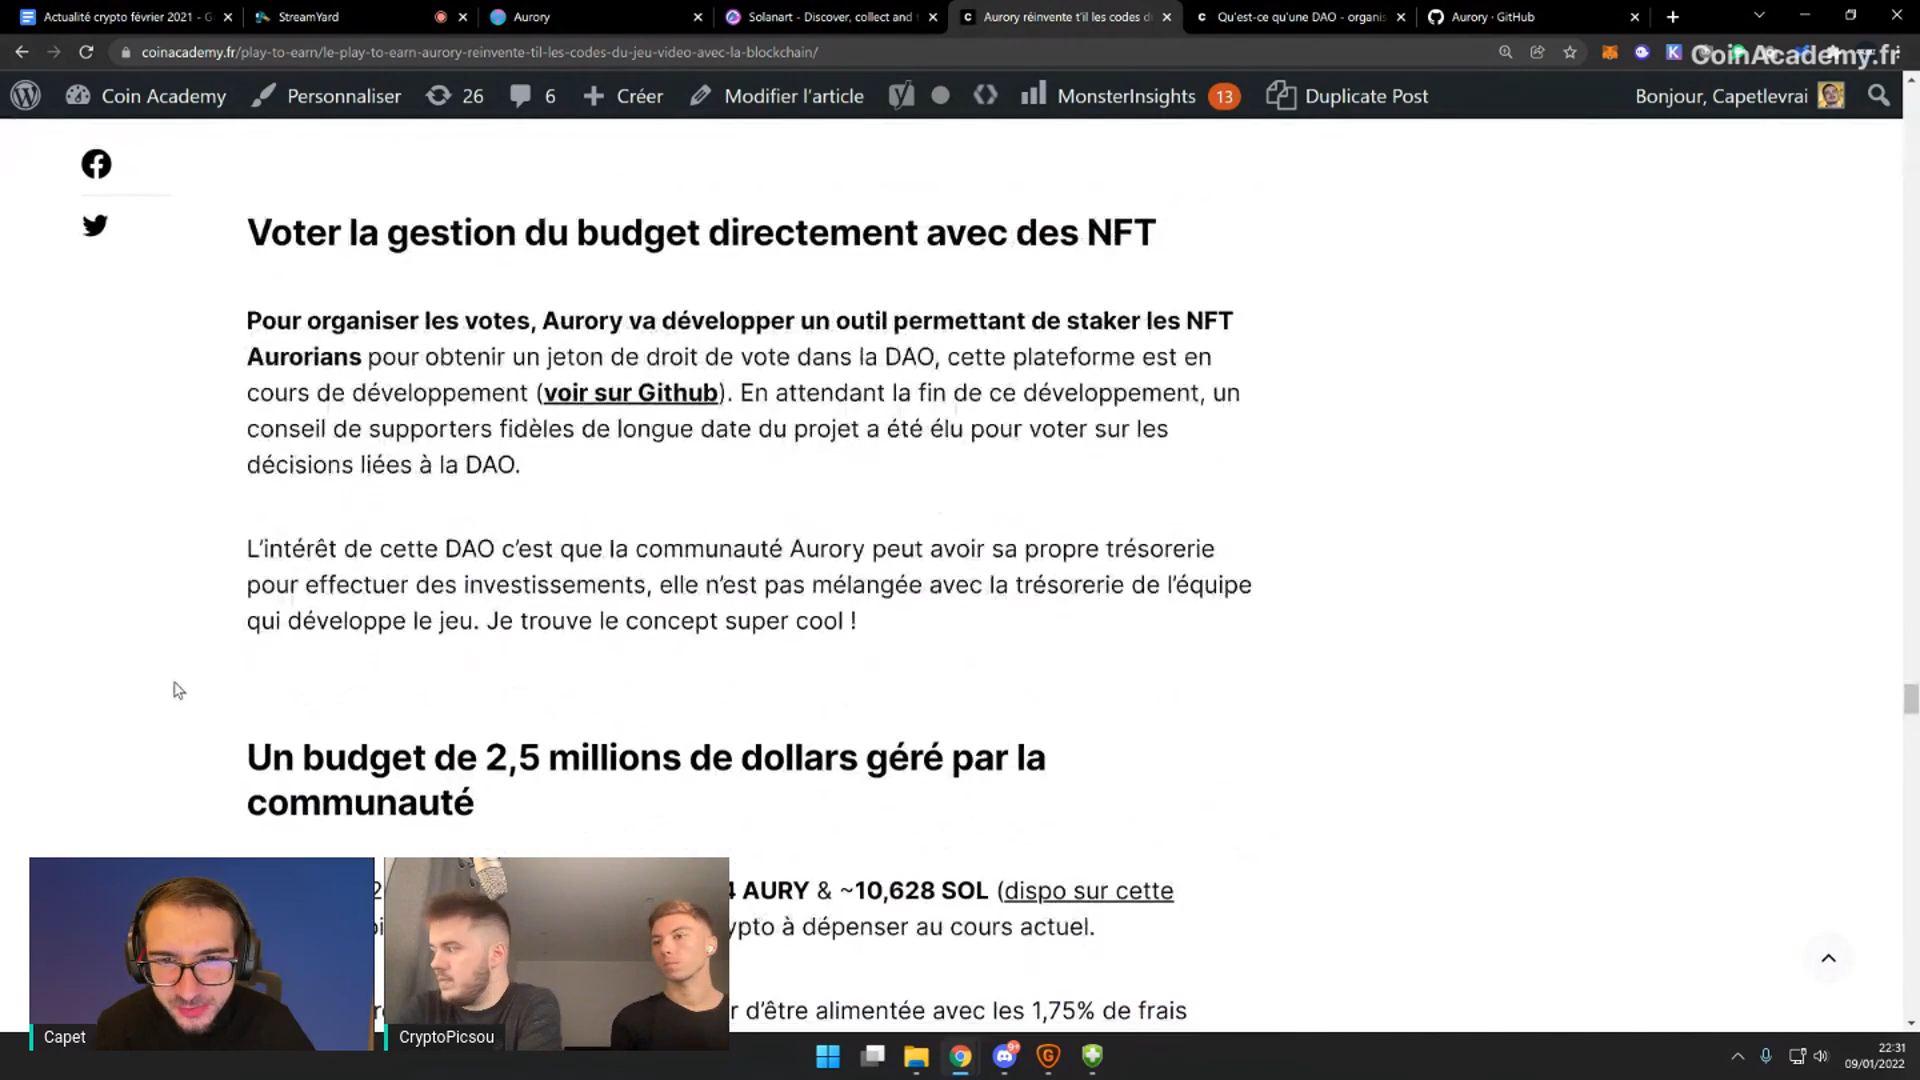 Actualité crypto février 2021 - G
StreamYard
Aurory
Solanart - Discover, collect and
Aurory réinvente t'il les codes d
Qu'est-ce qu'une DAO - organis
Aurory · GitHub
coinacademy.fr/play-to-earn/le-play-to-earn-aurory-reinvente-til-les-codes-du-jeu-video-avec-la-blockchain/
CoinAcademy.fr
Coin Academy
Personnaliser
26
6
Créer
Modifier l'article
MonsterInsights
13
Duplicate Post
Bonjour, Capetlevrai
Voter la gestion du budget directement avec des NFT
Pour organiser les votes, Aurory va développer un outil permettant de staker les NFT
Aurorians pour obtenir un jeton de droit de vote dans la DAO, cette plateforme est en
cours de développement (voir sur Github). En attendant la fin de ce développement, un
conseil de supporters fidèles de longue date du projet a été élu pour voter sur les
décisions liées à la DAO.
L'intérêt de cette DAO c'est que la communauté Aurory peut avoir sa propre trésorerie
pour effectuer des investissements, elle n'est pas mélangée avec la trésorerie de l'équipe
qui développe le jeu. Je trouve le concept super cool !
Un budget de 2,5 millions de dollars géré par la
communauté
AURY & ~10,628 SOL (dispo sur cette
ypto à dépenser au cours actuel.
r d'être alimentée avec les 1,75% de frais
Capet
CryptoPicsou
22:31
09/01/2022